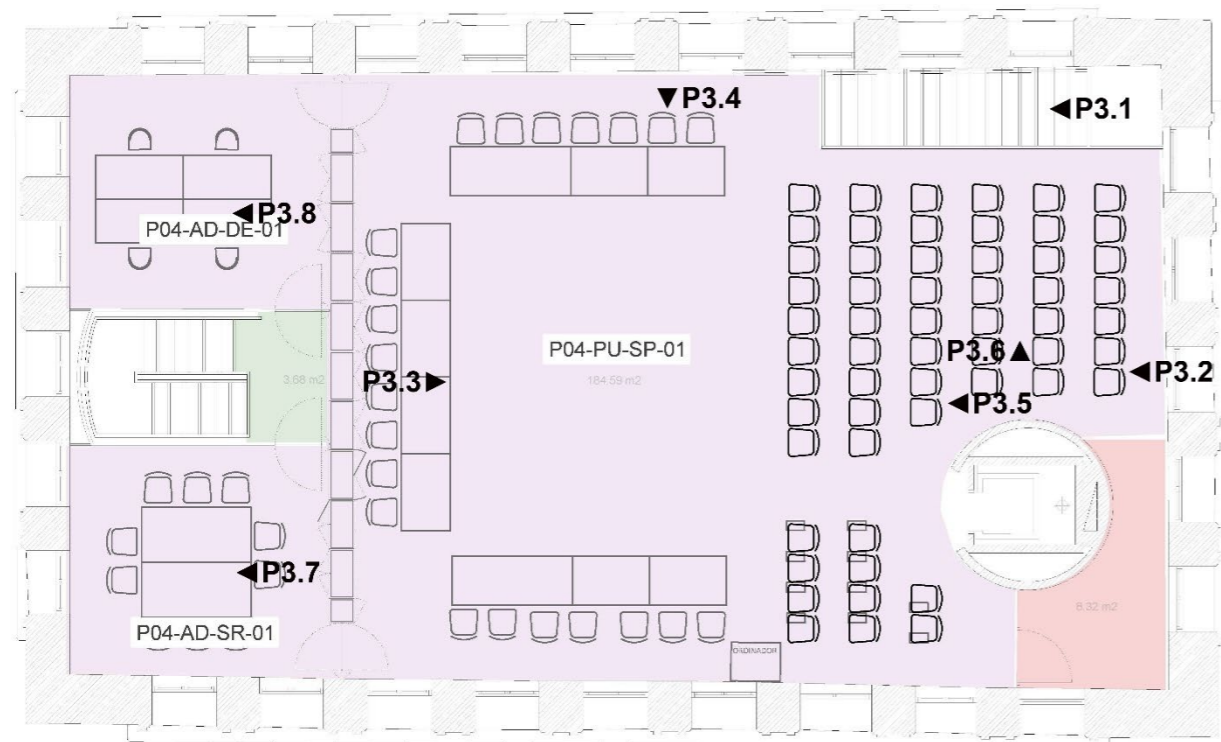 ▼P3.4
◄P3.1
◄P3.8
P04-AD-DE-01
P04-PU-SP-01
184.59 m2
3.68 m2
P3.3►
P3.6▲
◄P3.2
◄P3.5
◄P3.7
P04-AD-SR-01
8.32 m2
ORDINADOR